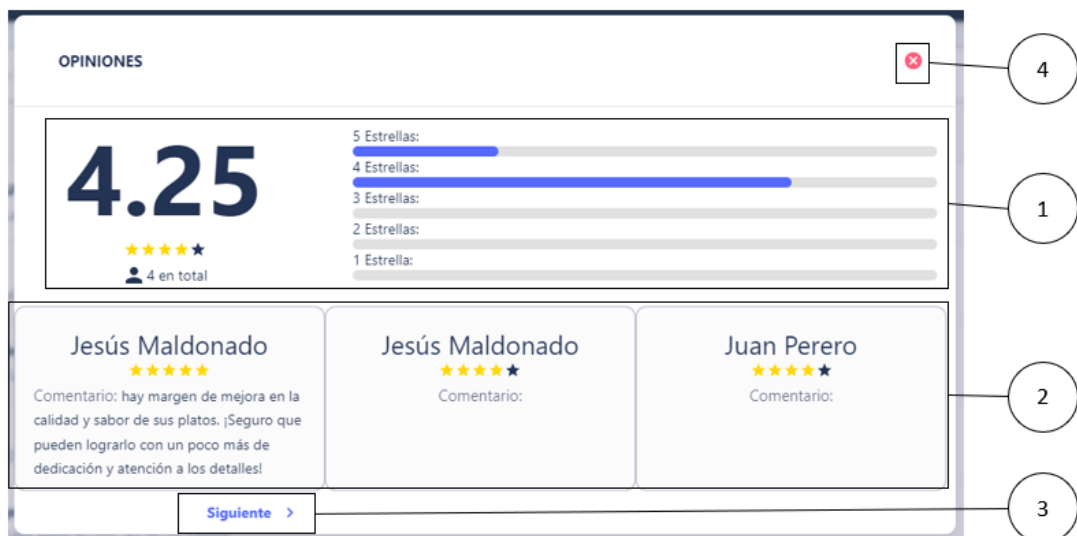 OPINIONES
4
4.25
5 Estrellas:
4 Estrellas:
3 Estrellas:
2 Estrellas:
1 Estrella:
4 en total
1
Jesús Maldonado
Comentario: hay margen de mejora en la
calidad y sabor de sus platos. ¡Seguro que
pueden lograrlo con un poco más de
dedicación y atención a los detalles!
Jesús Maldonado
Comentario:
Juan Perero
Comentario:
2
Siguiente >
3